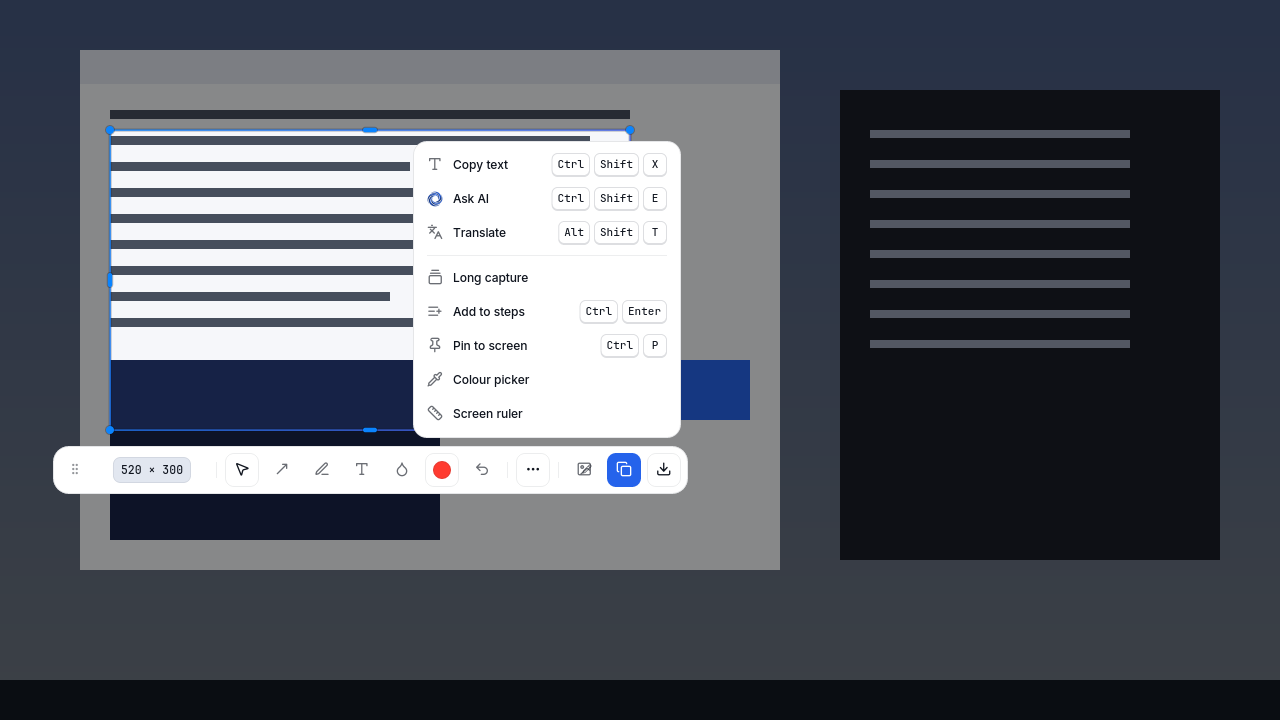 Copy text Ctrl Shift X
Ask AI Ctrl Shift E
Translate Alt Shift T
Long capture
Add to steps Ctrl Enter
Pin to screen Ctrl P
Colour picker
Screen ruler
520 × 300